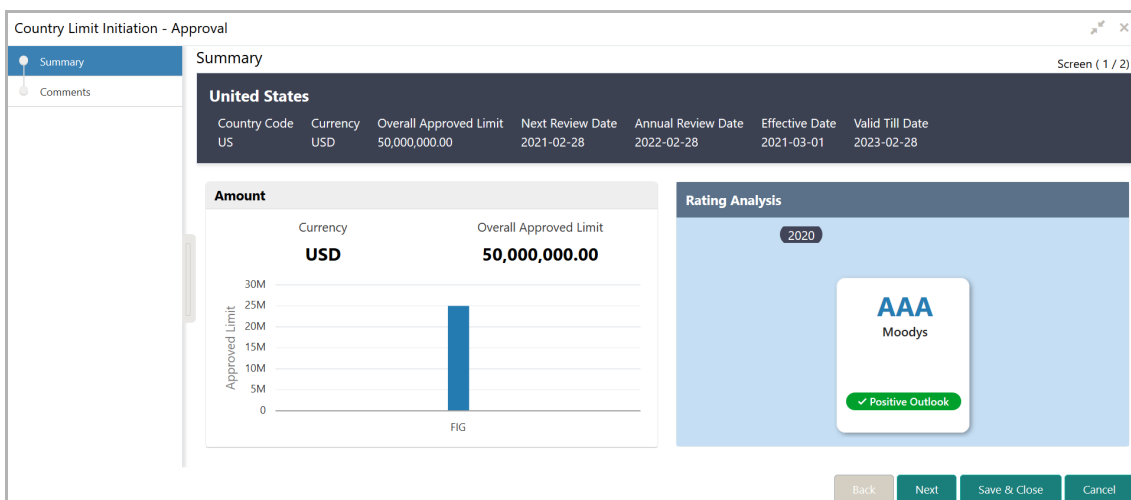 Country Limit Initiation - Approval
Summary
Comments
Summary
Screen ( 1 / 2)
United States
Country Code Currency Overall Approved Limit Next Review Date Annual Review Date Effective Date Valid Till Date
US USD 50,000,000.00 2021-02-28 2022-02-28 2021-03-01 2023-02-28
Amount
Currency Overall Approved Limit
USD 50,000,000.00
Approved Limit
30M
25M
20M
15M
10M
5M
0
FIG
Rating Analysis
2020
AAA
Moodys
Positive Outlook
Back Next Save & Close Cancel